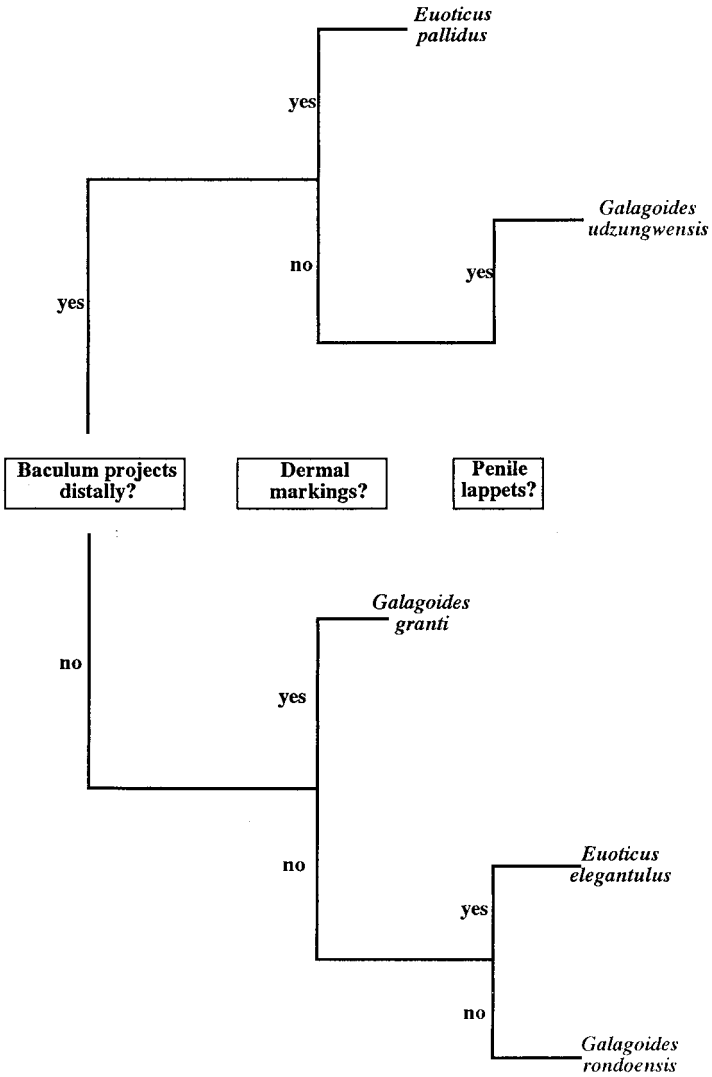 Euoticus
pallidus
yes
Galagoides
udzungwensis
no
yes
yes
Baculum projects
distally?
Dermal
markings?
Penile
lappets?
Galagoides
granti
no
yes
Euoticus
elegantulus
no
yes
no
Galagoides
rondoensis